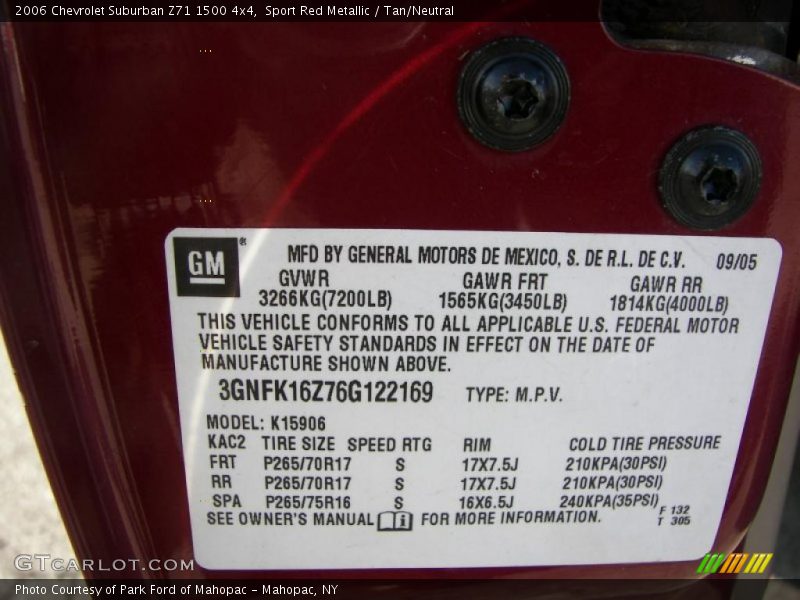 2006 Chevrolet Suburban Z71 1500 4x4, Sport Red Metallic / Tan/Neutral
GM® MFD BY GENERAL MOTORS DE MEXICO, S. DE R.L. DE C.V. 09/05
GVWR GAWR FRT GAWR RR
3266KG(7200LB) 1565KG(3450LB) 1814KG(4000LB)
THIS VEHICLE CONFORMS TO ALL APPLICABLE U.S. FEDERAL MOTOR
VEHICLE SAFETY STANDARDS IN EFFECT ON THE DATE OF
MANUFACTURE SHOWN ABOVE.
3GNFK16Z76G122169 TYPE: M.P.V.
MODEL: K15906
KAC2 TIRE SIZE SPEED RTG RIM COLD TIRE PRESSURE
FRT P265/70R17 S 17X7.5J 210KPA(30PSI)
RR P265/70R17 S 17X7.5J 210KPA(30PSI)
SPA P265/75R16 S 16X6.5J 240KPA(35PSI)
SEE OWNER'S MANUAL i FOR MORE INFORMATION. F 132
T 305
GTCARLOT.COM
Photo Courtesy of Park Ford of Mahopac - Mahopac, NY